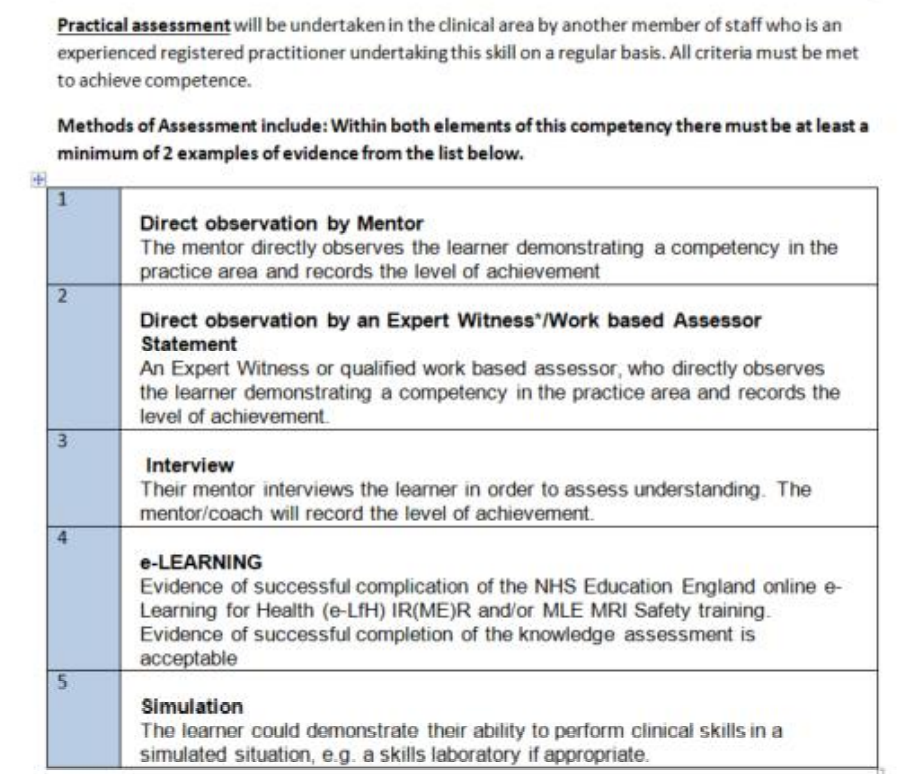 Practical assessment will be undertaken in the clinical area by another member of staff who is an
experienced registered practitioner undertaking this skill on a regular basis. All criteria must be met
to achieve competence.
Methods of Assessment include: Within both elements of this competency there must be at least a
minimum of 2 examples of evidence from the list below.
1
Direct observation by Mentor
The mentor directly observes the learner demonstrating a competency in the
practice area and records the level of achievement
2
Direct observation by an Expert Witness*/Work based Assessor
Statement
An Expert Witness or qualified work based assessor, who directly observes
the learner demonstrating a competency in the practice area and records the
level of achievement.
3
Interview
Their mentor interviews the learner in order to assess understanding. The
mentor/coach will record the level of achievement.
4
e-LEARNING
Evidence of successful complication of the NHS Education England online e-
Learning for Health (e-LfH) IR(ME)R and/or MLE MRI Safety training.
Evidence of successful completion of the knowledge assessment is
acceptable
5
Simulation
The learner could demonstrate their ability to perform clinical skills in a
simulated situation, e.g. a skills laboratory if appropriate.